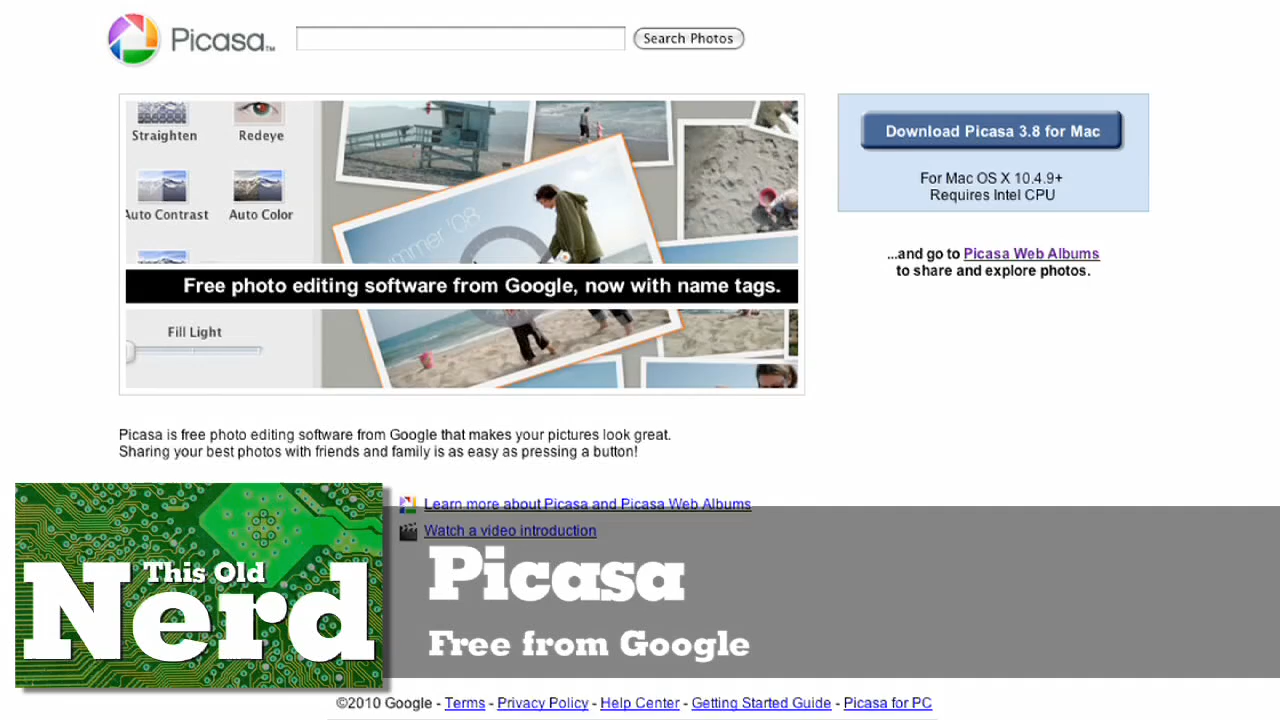 Picasa™
Search Photos
Straighten
Redeye
Auto Contrast
Auto Color
Summer '08
Free photo editing software from Google, now with name tags.
Fill Light
Download Picasa 3.8 for Mac
For Mac OS X 10.4.9+
Requires Intel CPU
...and go to Picasa Web Albums
to share and explore photos.
Picasa is free photo editing software from Google that makes your pictures look great.
Sharing your best photos with friends and family is as easy as pressing a button!
Learn more about Picasa and Picasa Web Albums
Watch a video introduction
This Old
Nerd
Picasa
Free from Google
©2010 Google - Terms - Privacy Policy - Help Center - Getting Started Guide - Picasa for PC